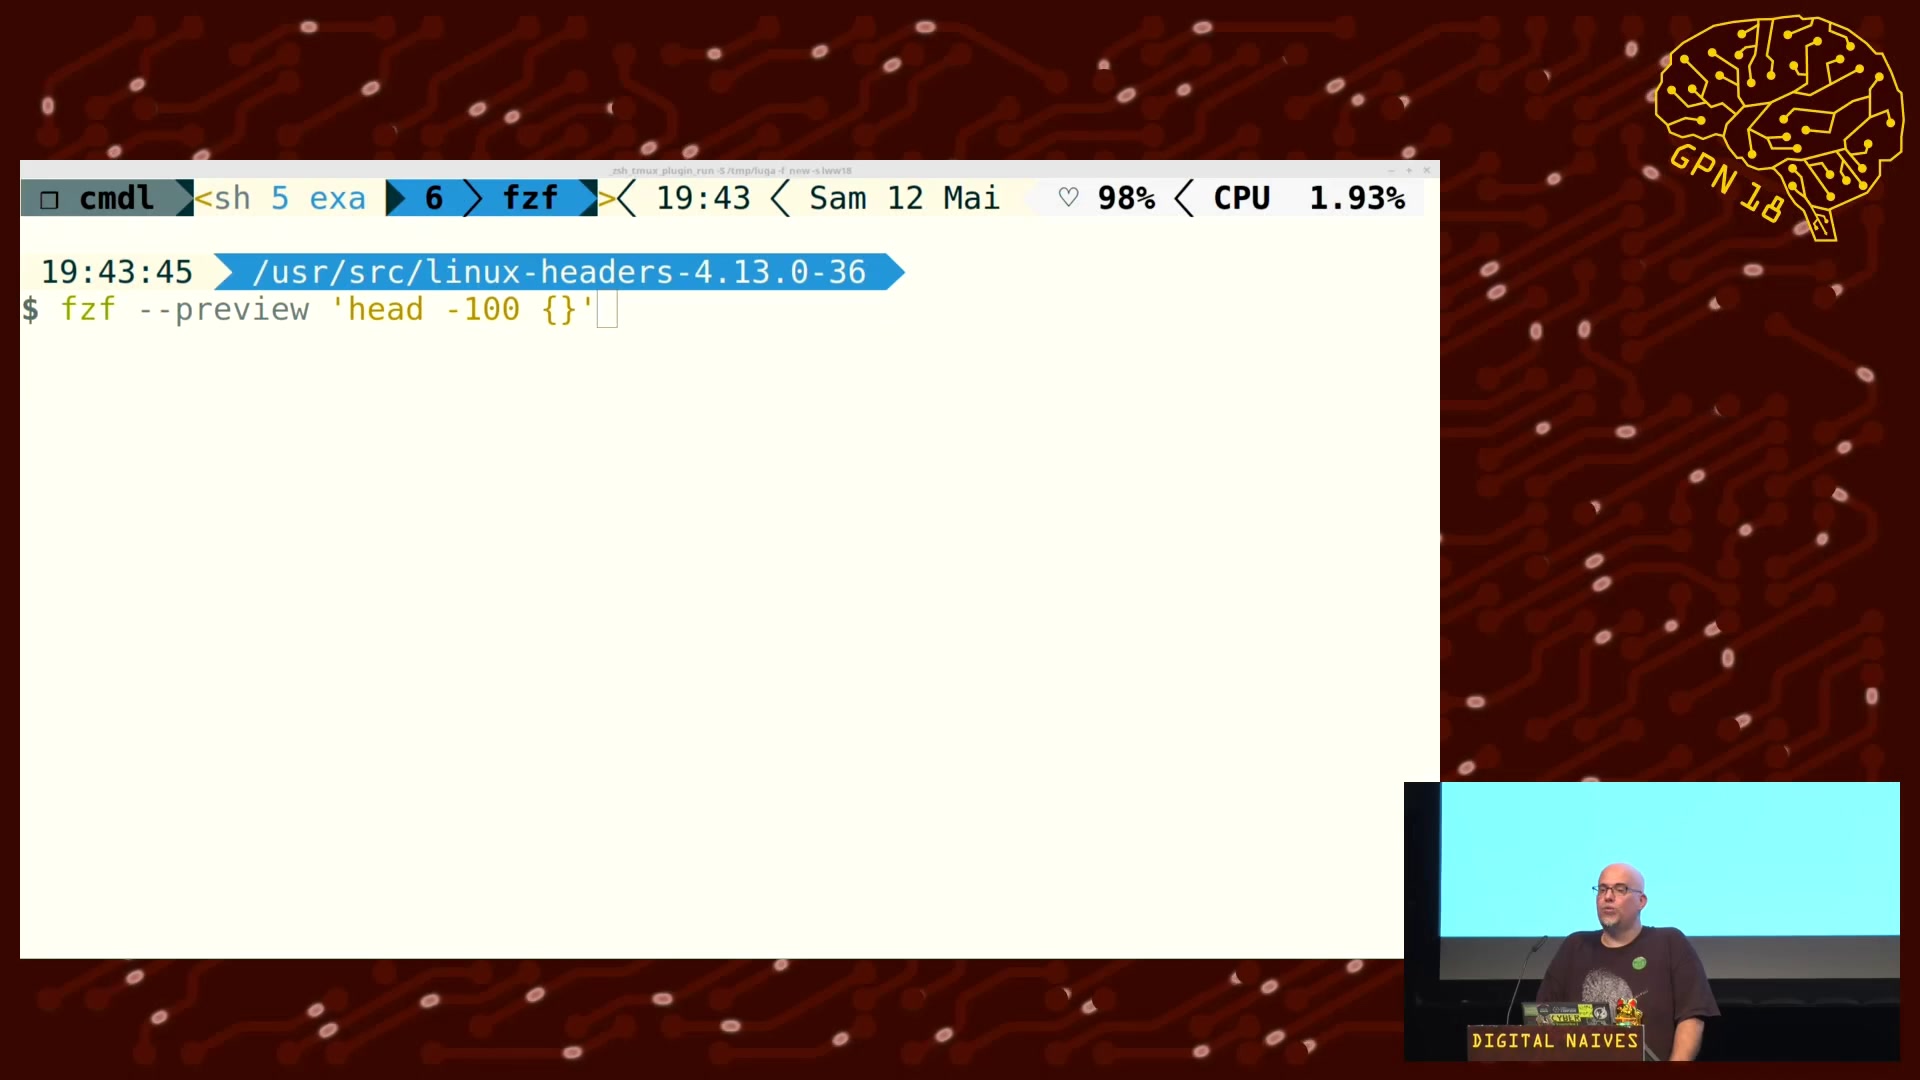 _zsh_tmux_plugin_run -S /tmp/luga -f new -s lww18
❐ cmdl <sh 5 exa 6 fzf > 19:43 Sam 12 Mai ♡ 98% CPU 1.93%
19:43:45 /usr/src/linux-headers-4.13.0-36
$ fzf --preview 'head -100 {}'
GPN 18
CYBER
DIGITAL NAIVES